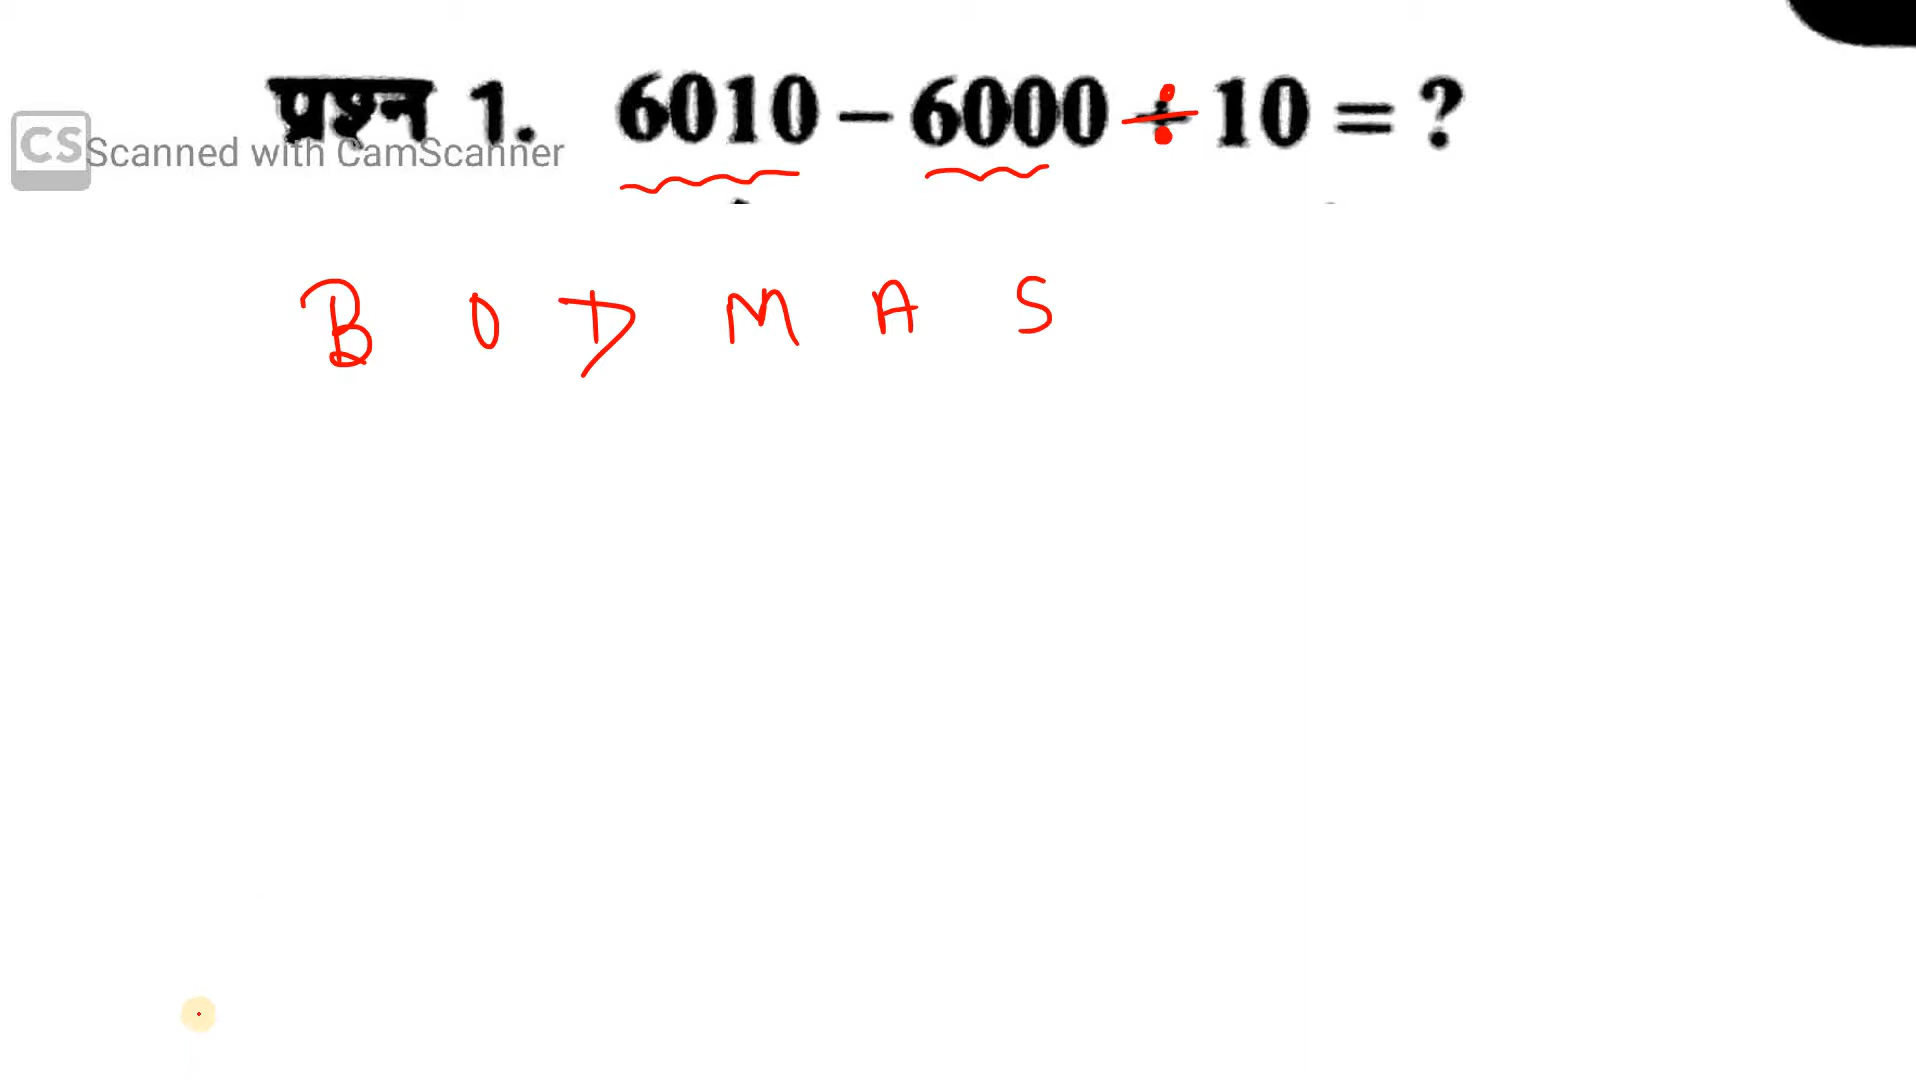 प्रश्न 1. 6010 – 6000 ÷ 10 = ?
CS Scanned with CamScanner
B O D M A S